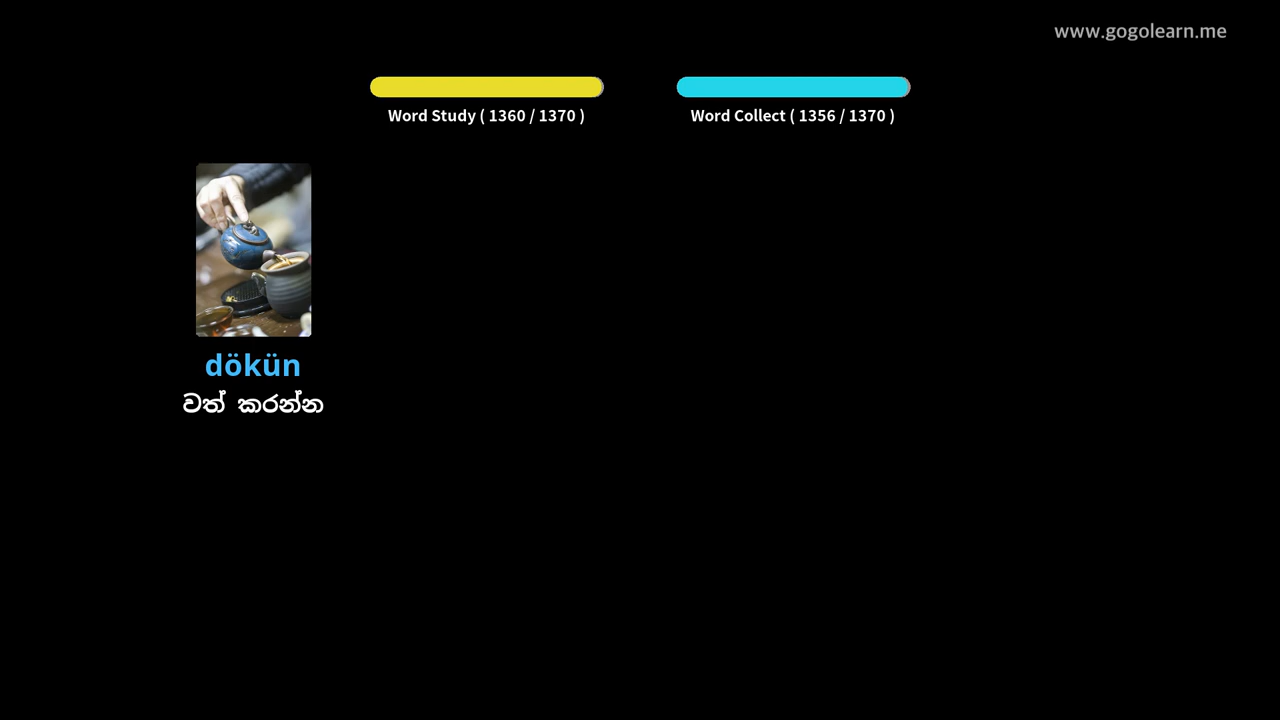 www.gogolearn.me
Word Study ( 1360 / 1370 )
Word Collect ( 1356 / 1370 )
dökün
වත් කරන්න